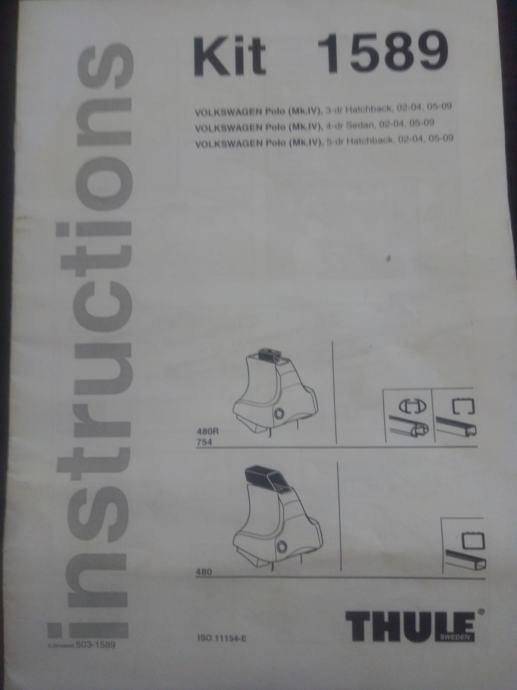 instructions
Kit 1589
VOLKSWAGEN Polo (Mk.IV), 3-dr Hatchback, 02-04, 05-09
VOLKSWAGEN Polo (Mk.IV), 4-dr Sedan, 02-04, 05-09
VOLKSWAGEN Polo (Mk.IV), 5-dr Hatchback, 02-04, 05-09
480R
754
480
503-1589
ISO 11154-E
THULE®
SWEDEN